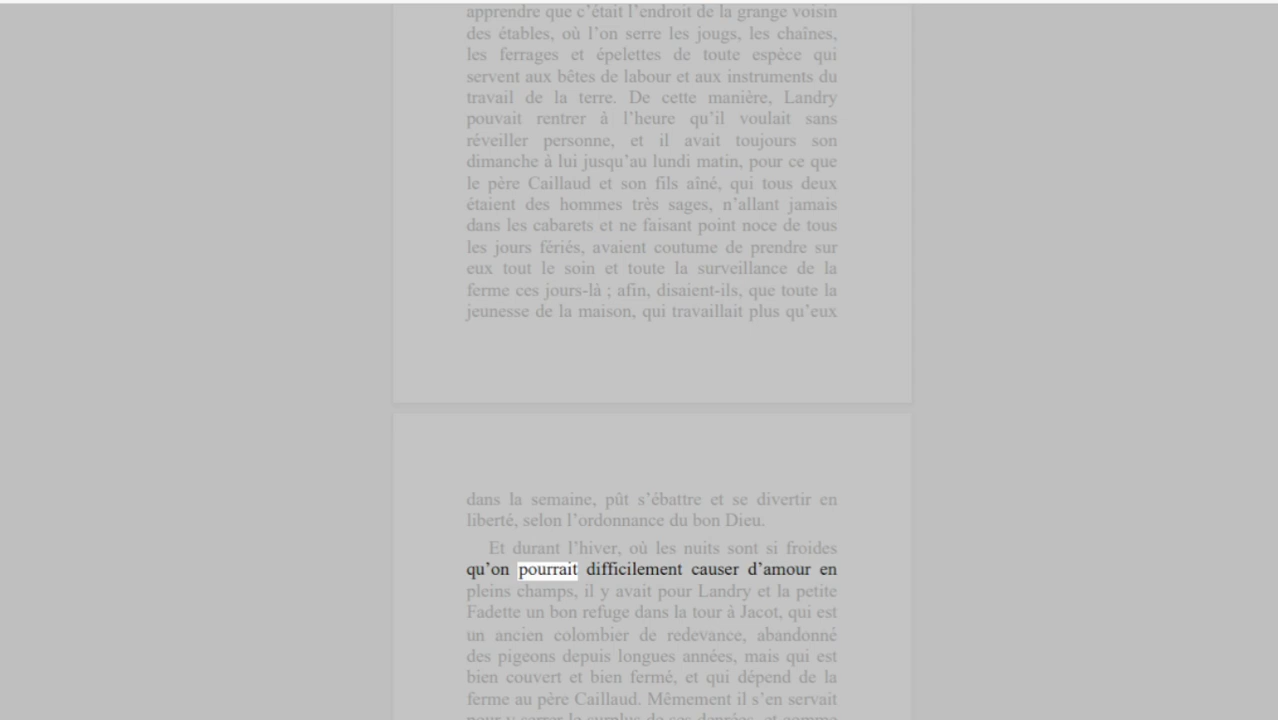 apprendre que c’était l’endroit de la grange voisin
des étables, où l’on serre les jougs, les chaînes,
les ferrages et épelettes de toute espèce qui
servent aux bêtes de labour et aux instruments du
travail de la terre. De cette manière, Landry
pouvait rentrer à l’heure qu’il voulait sans
réveiller personne, et il avait toujours son
dimanche à lui jusqu’au lundi matin, pour ce que
le père Caillaud et son fils aîné, qui tous deux
étaient des hommes très sages, n’allant jamais
dans les cabarets et ne faisant point noce de tous
les jours fériés, avaient coutume de prendre sur
eux tout le soin et toute la surveillance de la
ferme ces jours-là ; afin, disaient-ils, que toute la
jeunesse de la maison, qui travaillait plus qu’eux
dans la semaine, pût s’ébattre et se divertir en
liberté, selon l’ordonnance du bon Dieu.
Et durant l’hiver, où les nuits sont si froides
qu’on pourrait difficilement causer d’amour en
pleins champs, il y avait pour Landry et la petite
Fadette un bon refuge dans la tour à Jacot, qui est
un ancien colombier de redevance, abandonné
des pigeons depuis longues années, mais qui est
bien couvert et bien fermé, et qui dépend de la
ferme au père Caillaud. Mêmement il s’en servait
pour y serrer le surplus de ses denrées, et comme